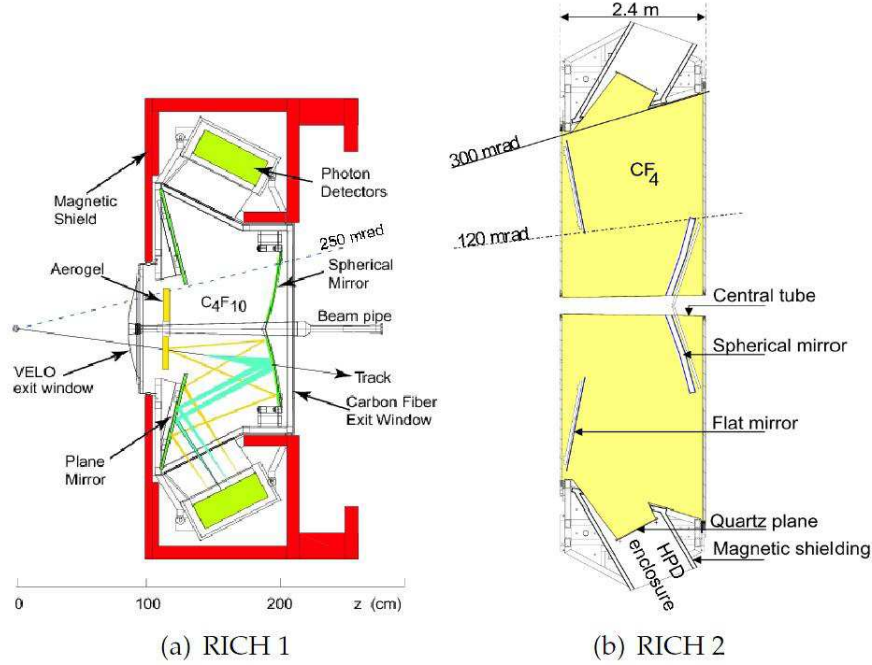 Magnetic
Shield
Aerogel
VELO
exit window
Plane
Mirror
Photon
Detectors
250 mrad
Spherical
Mirror
C4F10
Beam pipe
Track
Carbon Fiber
Exit Window
0
100
200
z (cm)
(a) RICH 1
2.4 m
300 mrad
CF4
120 mrad
Central tube
Spherical mirror
Flat mirror
Quartz plane
Magnetic shielding
HPD
enclosure
(b) RICH 2